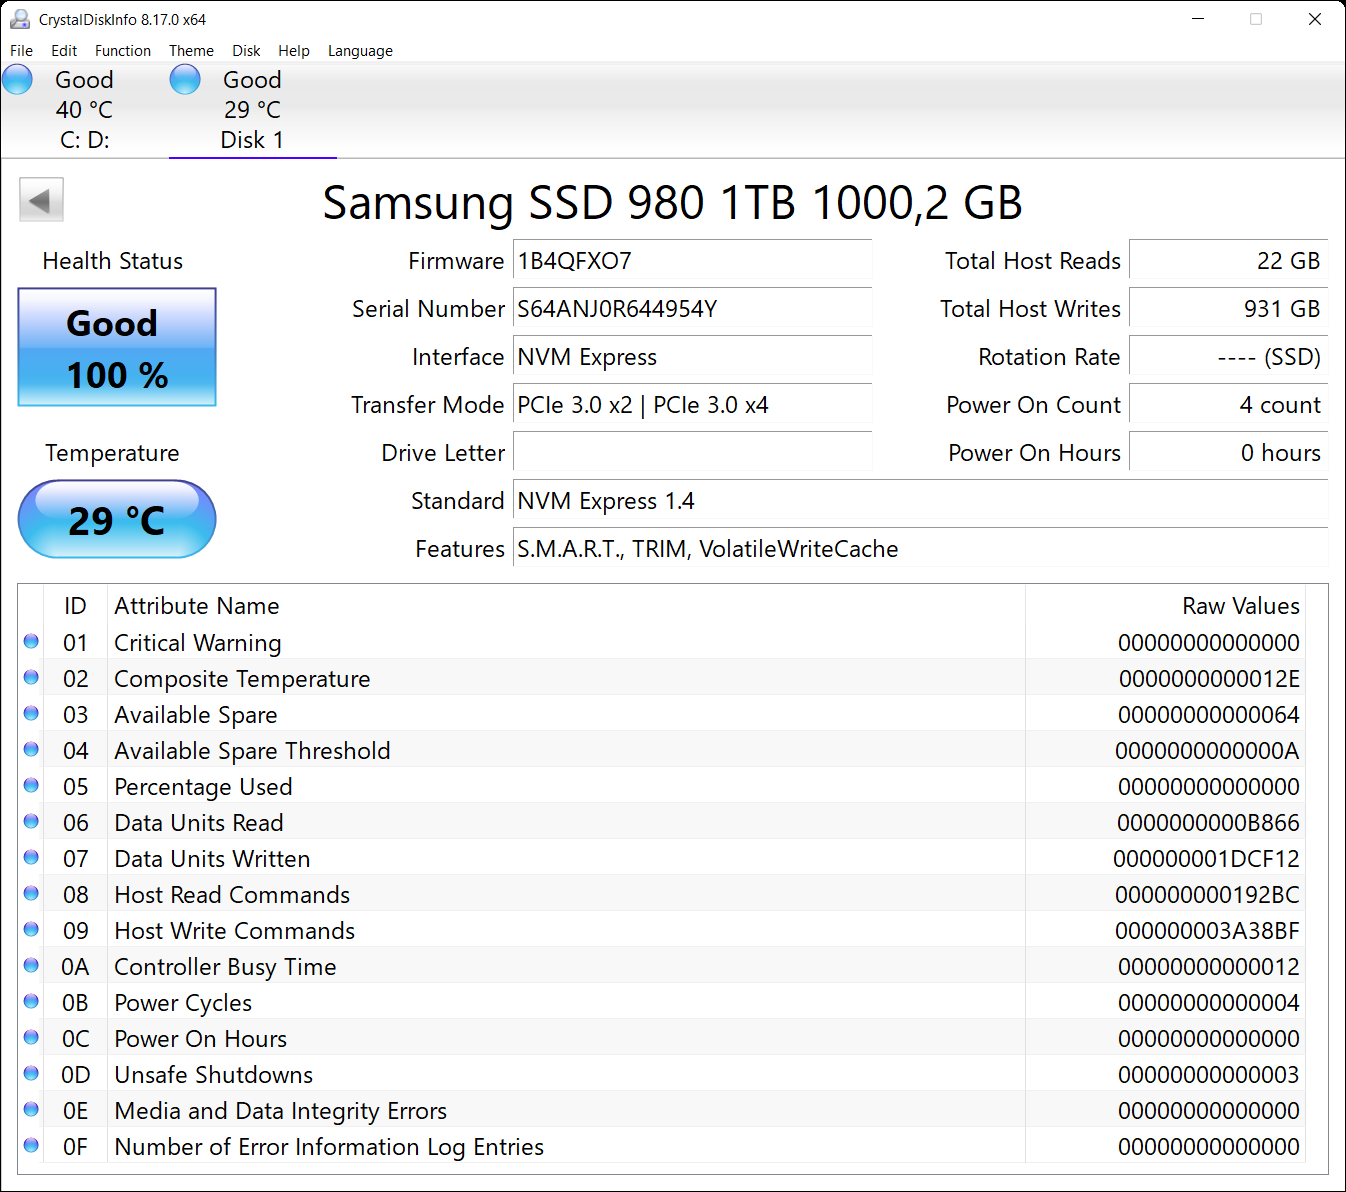 CrystalDiskInfo 8.17.0 x64
File Edit Function Theme Disk Help Language
Good Good
40 °C 29 °C
C: D: Disk 1
Samsung SSD 980 1TB 1000,2 GB
Health Status
Good
100 %
Temperature
29 °C
Firmware 1B4QFXO7
Serial Number S64ANJ0R644954Y
Interface NVM Express
Transfer Mode PCIe 3.0 x2 | PCIe 3.0 x4
Drive Letter
Standard NVM Express 1.4
Features S.M.A.R.T., TRIM, VolatileWriteCache
Total Host Reads 22 GB
Total Host Writes 931 GB
Rotation Rate ---- (SSD)
Power On Count 4 count
Power On Hours 0 hours
ID Attribute Name Raw Values
01 Critical Warning 00000000000000
02 Composite Temperature 0000000000012E
03 Available Spare 00000000000064
04 Available Spare Threshold 0000000000000A
05 Percentage Used 00000000000000
06 Data Units Read 0000000000B866
07 Data Units Written 000000001DCF12
08 Host Read Commands 000000000192BC
09 Host Write Commands 000000003A38BF
0A Controller Busy Time 00000000000012
0B Power Cycles 00000000000004
0C Power On Hours 00000000000000
0D Unsafe Shutdowns 00000000000003
0E Media and Data Integrity Errors 00000000000000
0F Number of Error Information Log Entries 00000000000000